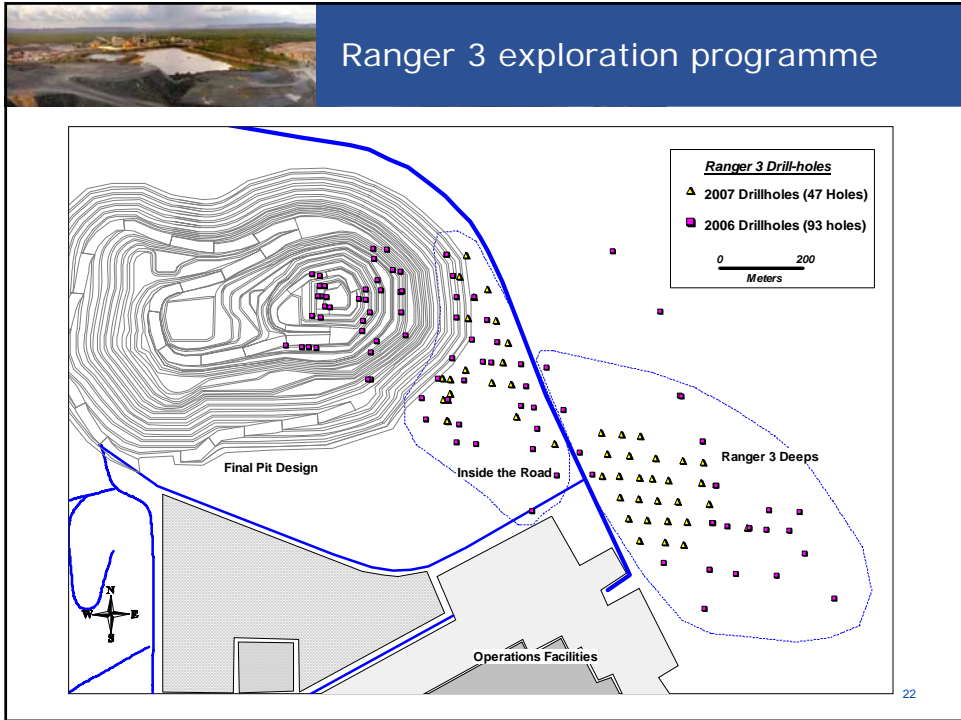 Ranger 3 exploration programme
Ranger 3 Drill-holes
2007 Drillholes (47 Holes)
2006 Drillholes (93 holes)
0 200
Meters
Final Pit Design
Inside the Road
Ranger 3 Deeps
N
W E
S
Operations Facilities
22